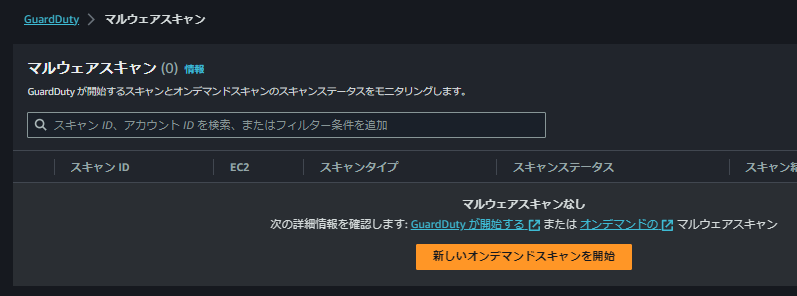 GuardDuty > マルウェアスキャン
マルウェアスキャン (0) 情報
GuardDuty が開始するスキャンとオンデマンドスキャンのスキャンステータスをモニタリングします。
スキャン ID、アカウント ID を検索、またはフィルター条件を追加
スキャン ID EC2 スキャンタイプ スキャンステータス スキャン
マルウェアスキャンなし
次の詳細情報を確認します: GuardDuty が開始する または オンデマンドの マルウェアスキャン
新しいオンデマンドスキャンを開始